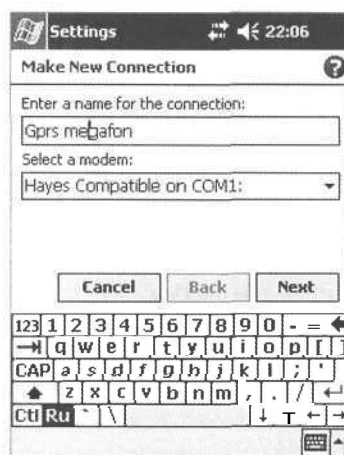 Settings 22:06
Make New Connection ?
Enter a name for the connection:
Gprs megafon
Select a modem:
Hayes Compatible on COM1:
Cancel Back Next
123 1 2 3 4 5 6 7 8 9 0 - =
q w e r t y u i o p [ ]
CAP a s d f g h j k l ; '
z x c v b n m , . /
Ctl Ru ` \